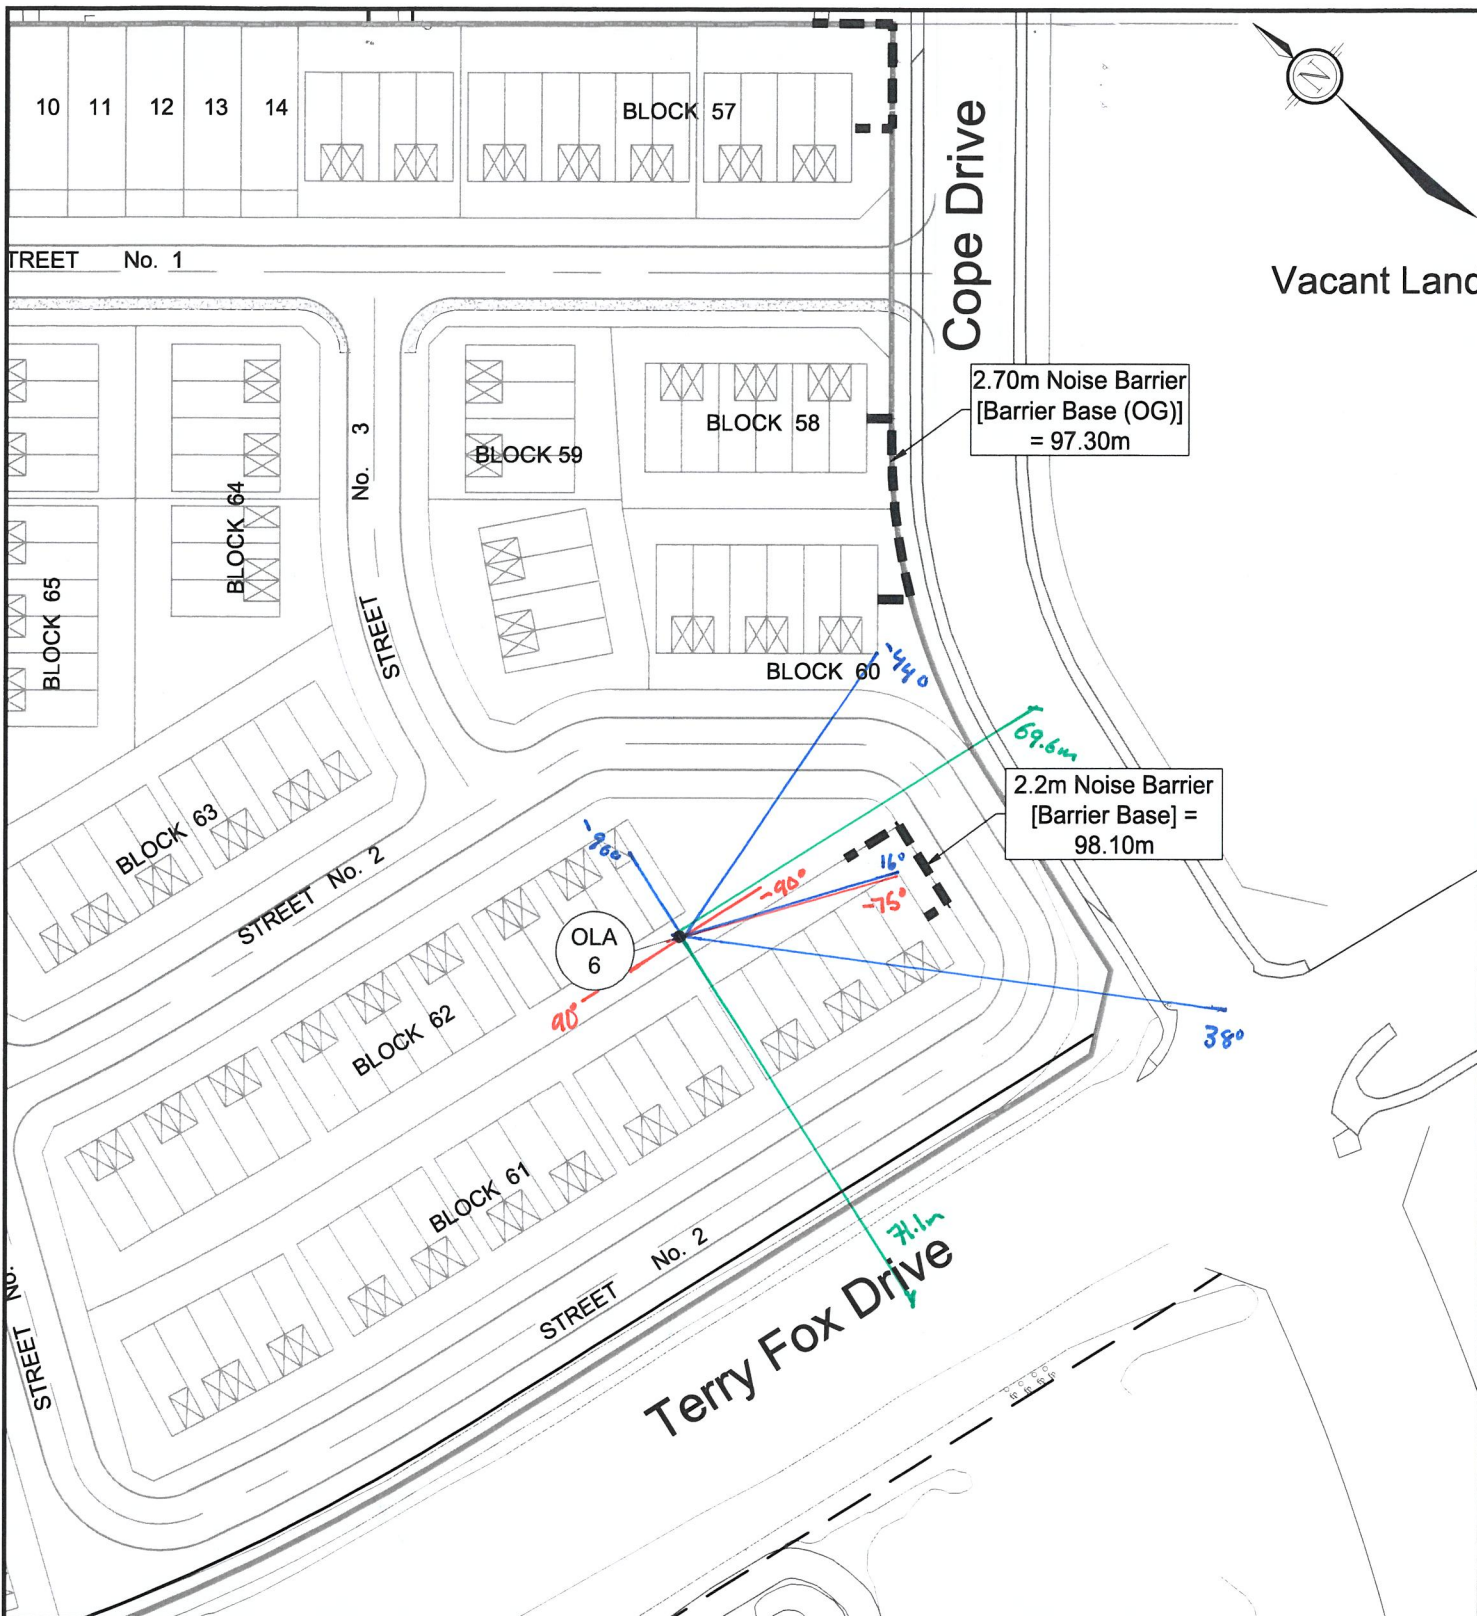 10 11 12 13 14
BLOCK 57
N
Cope Drive
TREET No. 1
Vacant Land
2.70m Noise Barrier
[Barrier Base (OG)]
= 97.30m
BLOCK 58
BLOCK 59
STREET No. 3
BLOCK 64
BLOCK 65
BLOCK 60
-44°
69.6m
2.2m Noise Barrier
[Barrier Base] =
98.10m
BLOCK 63
STREET No. 2
16°
-90°
-75°
OLA
6
90°
38°
BLOCK 62
BLOCK 61
71.1m
STREET No. 2
STREET No.
Terry Fox Drive